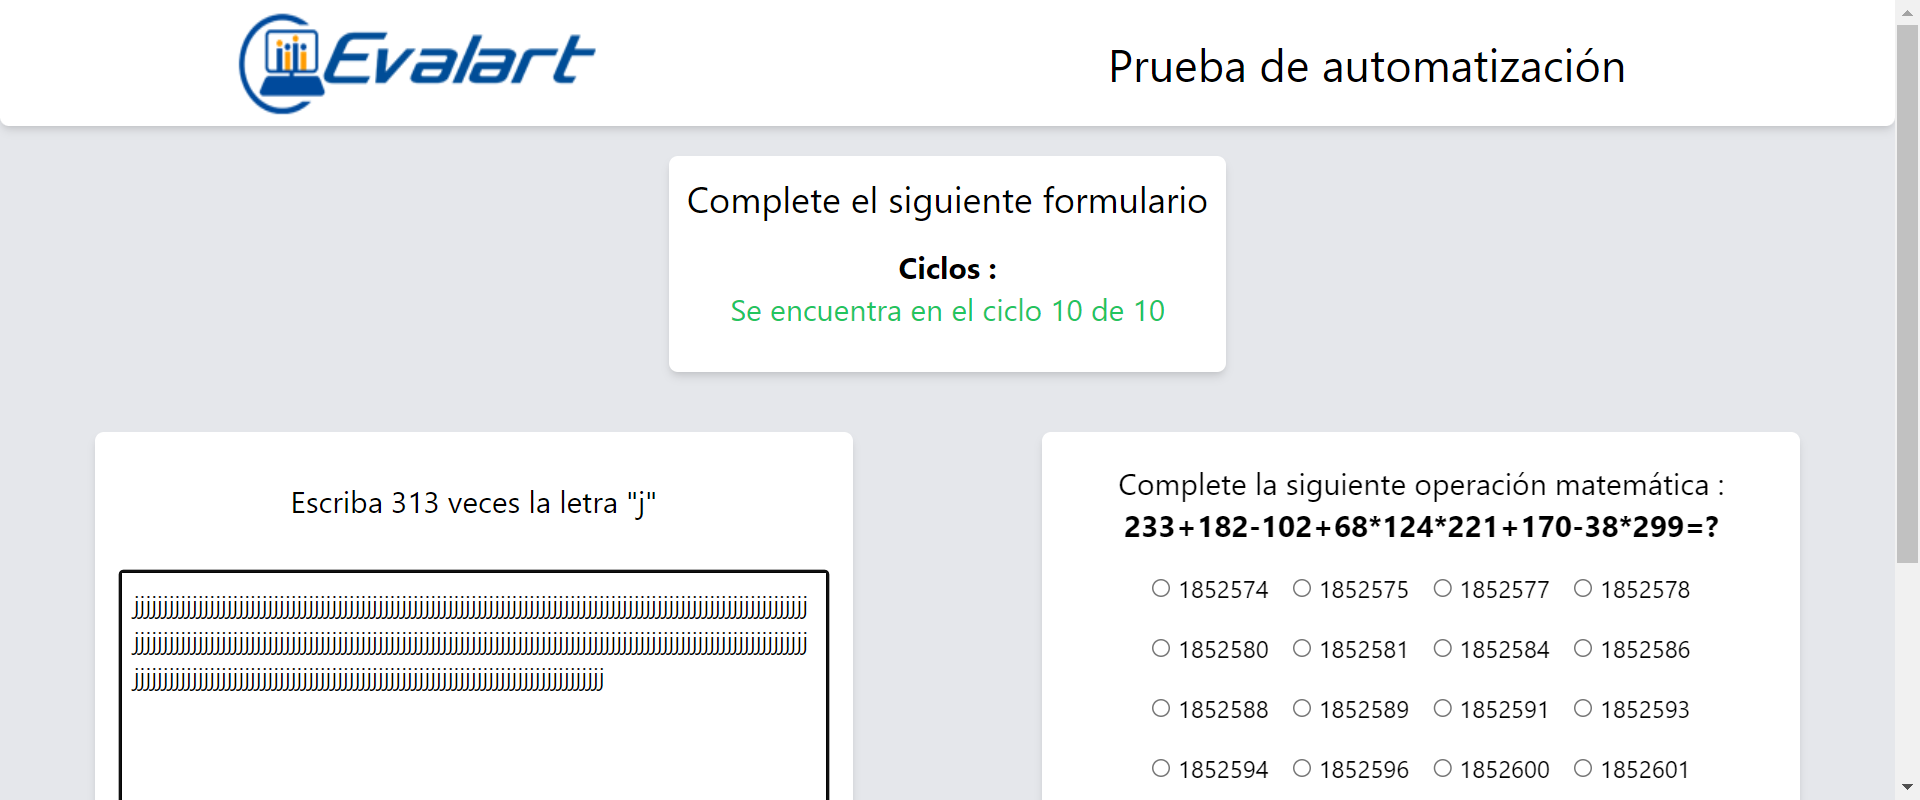 Evalart
Prueba de automatización
Complete el siguiente formulario
Ciclos :
Se encuentra en el ciclo 10 de 10
Escriba 313 veces la letra "j"
Complete la siguiente operación matemática :
233+182-102+68*124*221+170-38*299=?
1852574 1852575 1852577 1852578
1852580 1852581 1852584 1852586
1852588 1852589 1852591 1852593
1852594 1852596 1852600 1852601